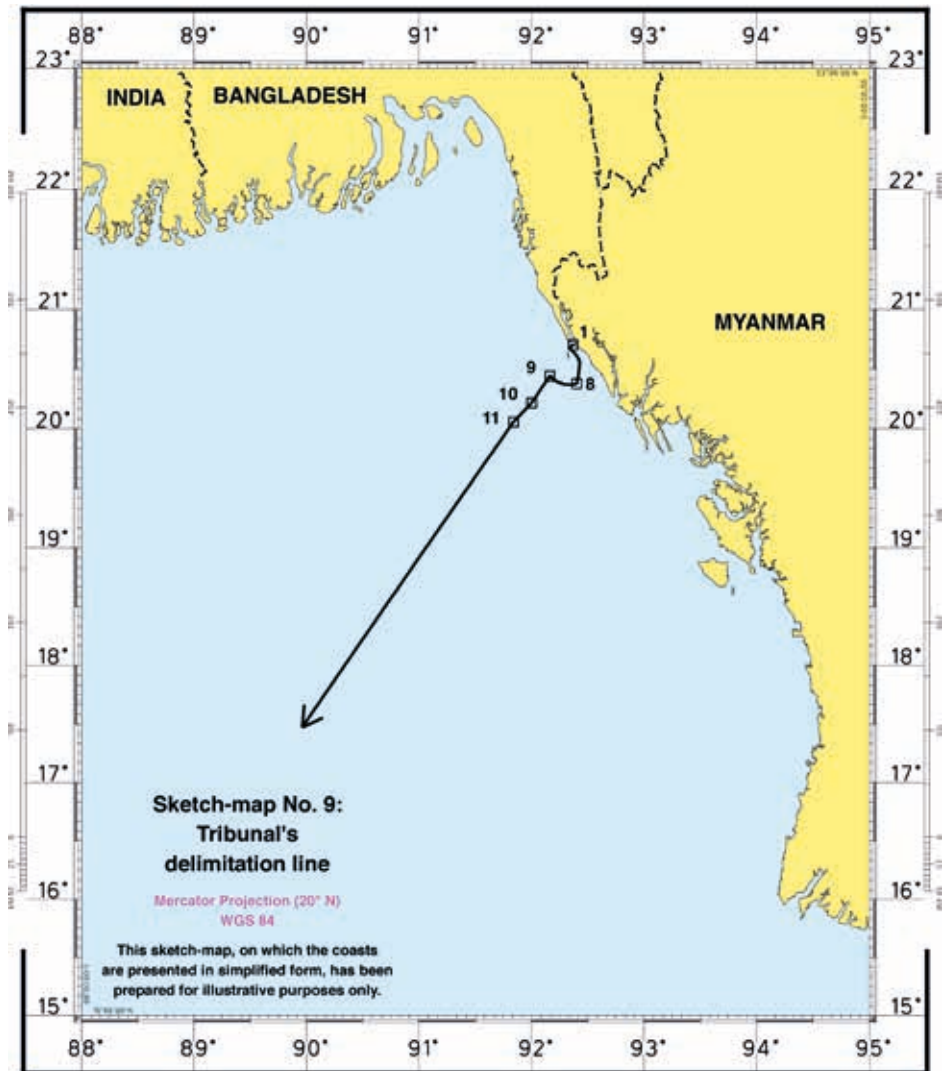 88° 89° 90° 91° 92° 93° 94° 95°
23° 23°
INDIA BANGLADESH
22° 22°
21° 21°
MYANMAR
1
9
8
10
20° 11 20°
19° 19°
18° 18°
17° 17°
Sketch-map No. 9:
Tribunal's
delimitation line
16° 16°
Mercator Projection (20° N)
WGS 84
This sketch-map, on which the coasts
are presented in simplified form, has been
prepared for illustrative purposes only.
15° 15°
88° 89° 90° 91° 92° 93° 94° 95°